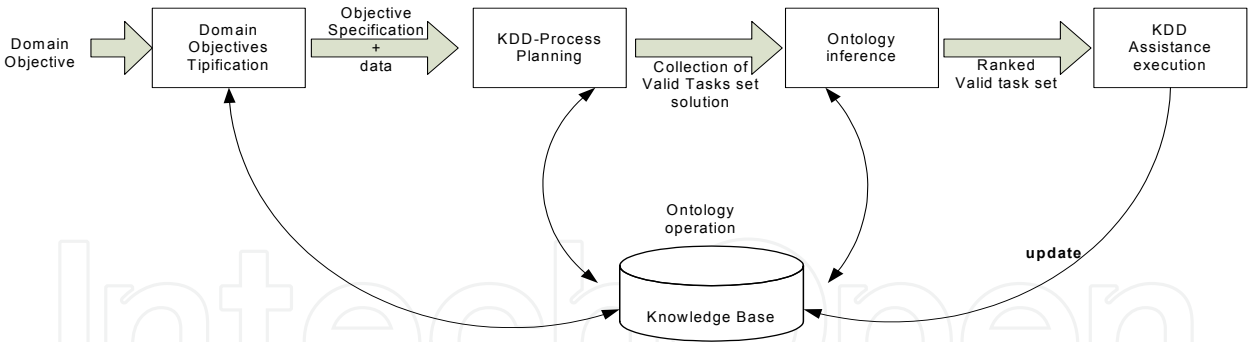 Domain
Objective
Domain
Objectives
Tipification
Objective
Specification
+
data
KDD-Process
Planning
Collection of
Valid Tasks set
solution
Ontology
inference
Ranked
Valid task set
KDD
Assistance
execution
Ontology
operation
update
Knowledge Base
IntechOpen